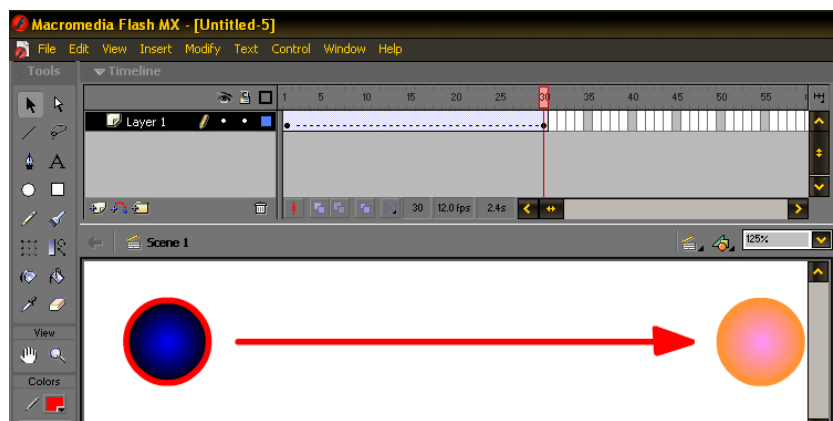 Macromedia Flash MX - [Untitled-5]
File Edit View Insert Modify Text Control Window Help
Tools Timeline
1 5 10 15 20 25 30 35 40 45 50 55
Layer 1
30 12.0 fps 2.4s
Scene 1 125%
View
Colors